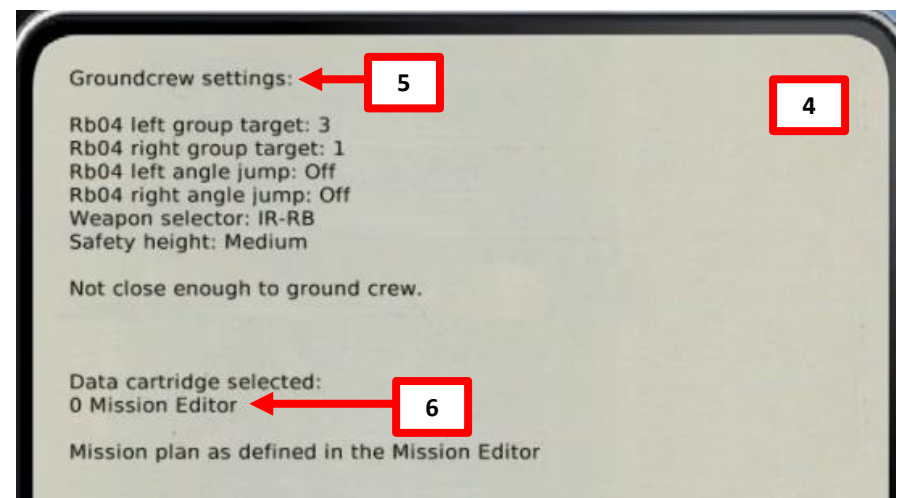 Groundcrew settings:
5
4
Rb04 left group target: 3
Rb04 right group target: 1
Rb04 left angle jump: Off
Rb04 right angle jump: Off
Weapon selector: IR-RB
Safety height: Medium
Not close enough to ground crew.
Data cartridge selected:
0 Mission Editor
6
Mission plan as defined in the Mission Editor